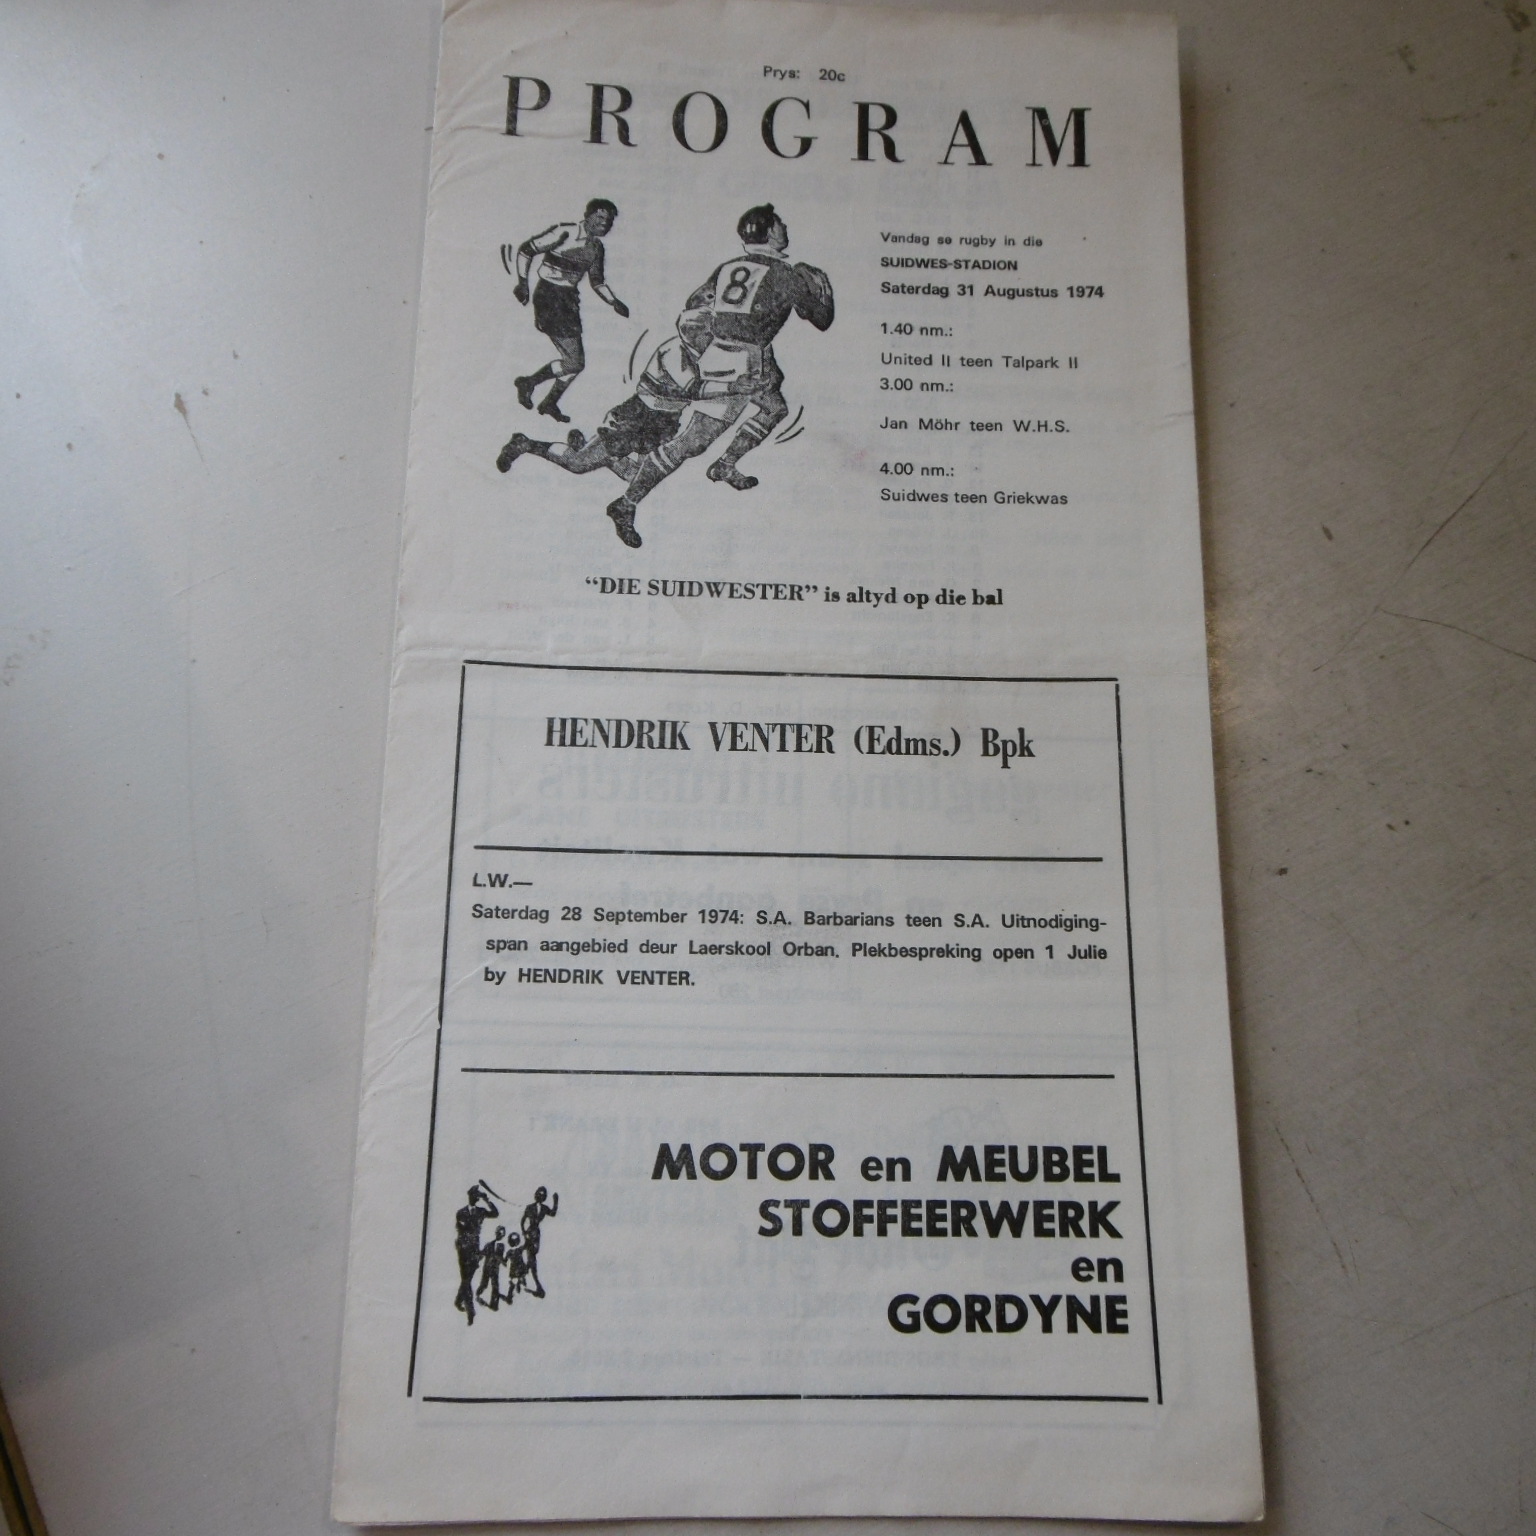 Prys: 20c
PROGRAM
8
Vandag se rugby in die
SUIDWES-STADION
Saterdag 31 Augustus 1974
1.40 nm.:
United II teen Talpark II
3.00 nm.:
Jan Möhr teen W.H.S.
4.00 nm.:
Suidwes teen Griekwas
“DIE SUIDWESTER” is altyd op die bal
HENDRIK VENTER (Edms.) Bpk
L.W.—
Saterdag 28 September 1974: S.A. Barbarians teen S.A. Uitnodiging-
span aangebied deur Laerskool Orban. Plekbespreking open 1 Julie
by HENDRIK VENTER.
MOTOR en MEUBEL
STOFFEERWERK
en
GORDYNE